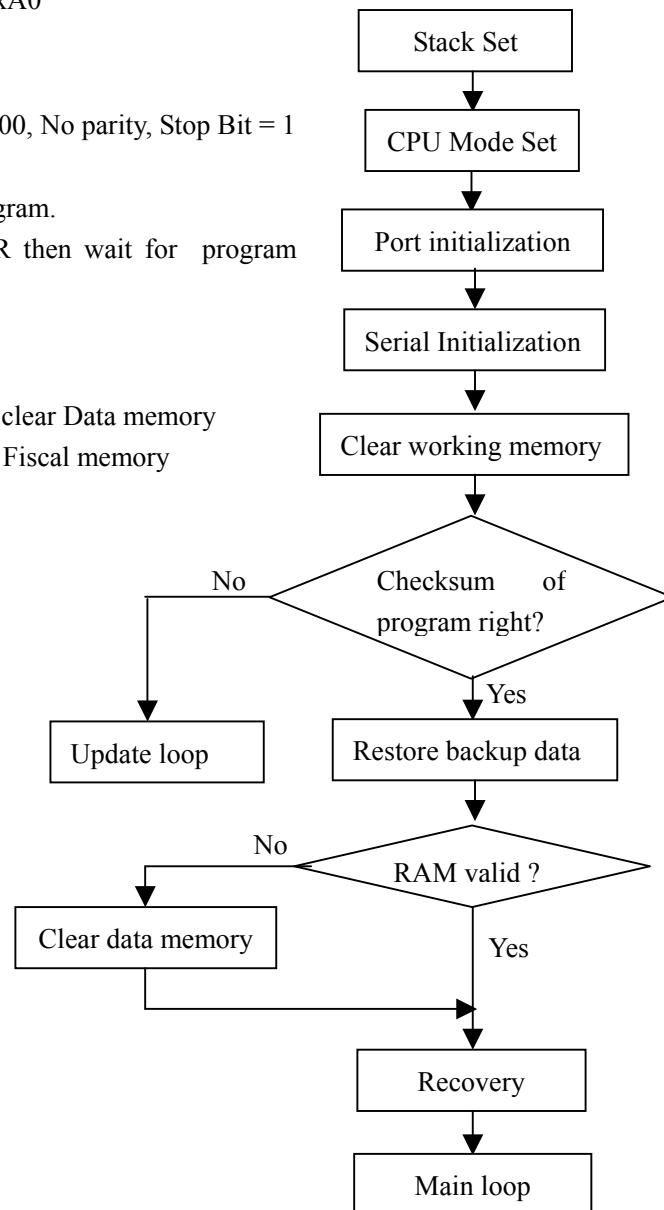 xA0
Stack Set
00, No parity, Stop Bit = 1
CPU Mode Set
gram.
R then wait for program
Port initialization
Serial Initialization
clear Data memory
Fiscal memory
Clear working memory
No
Checksum of
program right?
Yes
Update loop
Restore backup data
No
RAM valid ?
Clear data memory
Yes
Recovery
Main loop